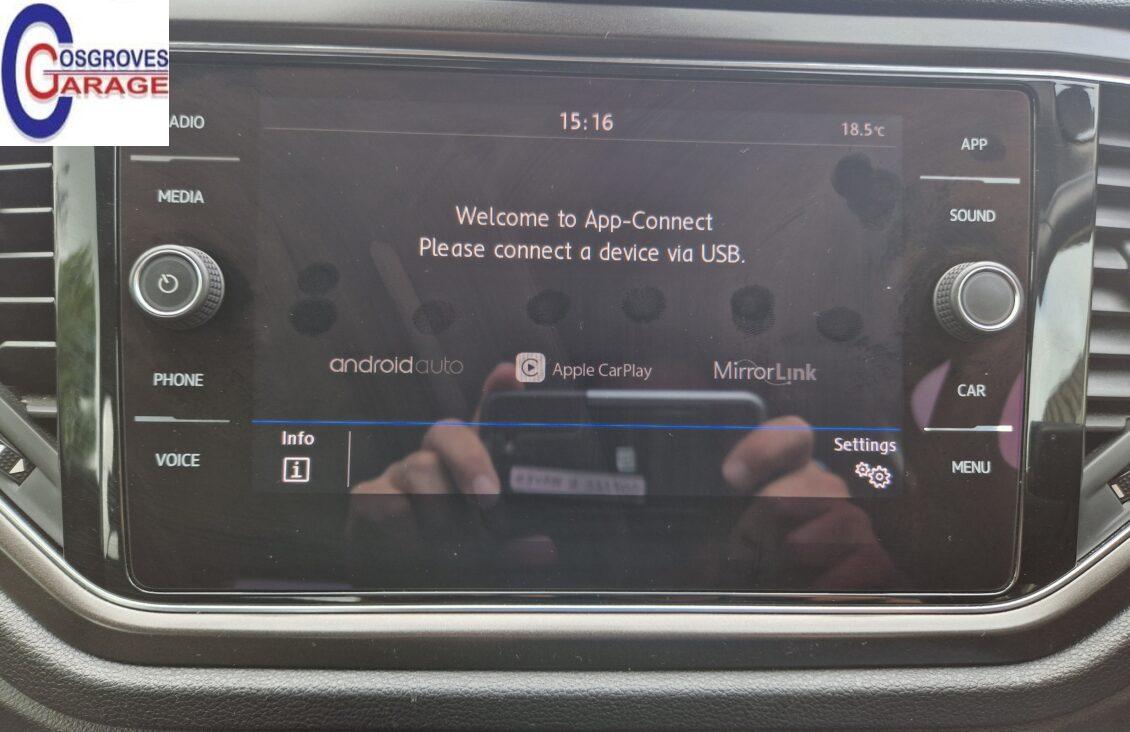 COSGROVES
GARAGE
ADIO
15:16
18.5°C
APP
MEDIA
SOUND
Welcome to App-Connect
Please connect a device via USB.
androidauto
Apple CarPlay
MirrorLink
PHONE
CAR
Info
Settings
VOICE
MENU